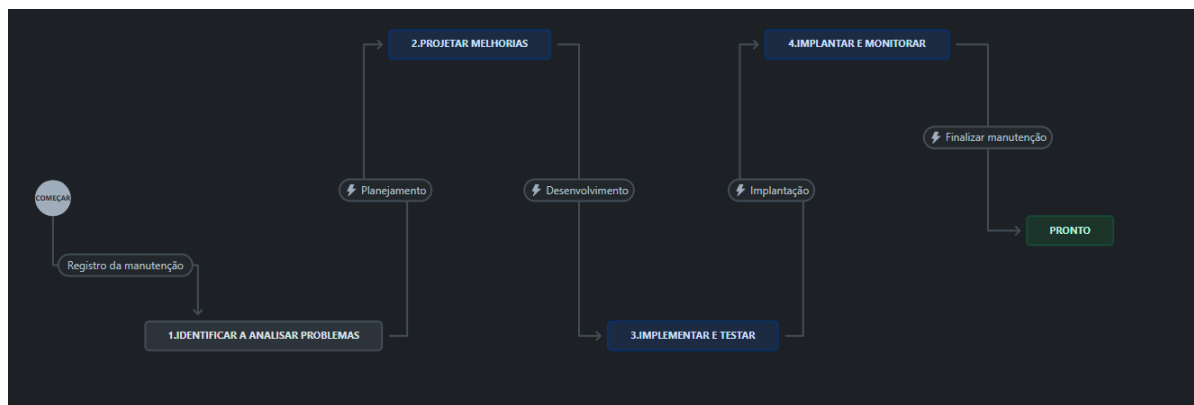 COMEÇAR
Registro da manutenção
1.IDENTIFICAR A ANALISAR PROBLEMAS
Planejamento
2.PROJETAR MELHORIAS
Desenvolvimento
3.IMPLEMENTAR E TESTAR
Implantação
4.IMPLANTAR E MONITORAR
Finalizar manutenção
PRONTO